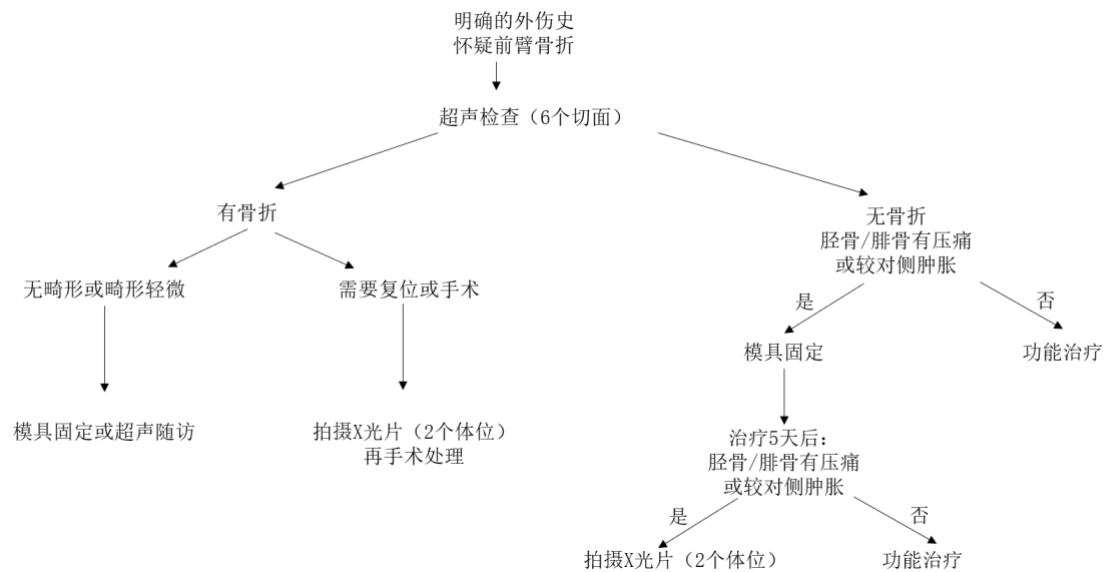 明确的外伤史
怀疑前臂骨折
超声检查（6个切面）
有骨折
无骨折
胫骨/腓骨有压痛
或较对侧肿胀
无畸形或畸形轻微
需要复位或手术
是
否
模具固定
功能治疗
模具固定或超声随访
拍摄X光片（2个体位）
再手术处理
治疗5天后：
胫骨/腓骨有压痛
或较对侧肿胀
是
否
拍摄X光片（2个体位）
功能治疗